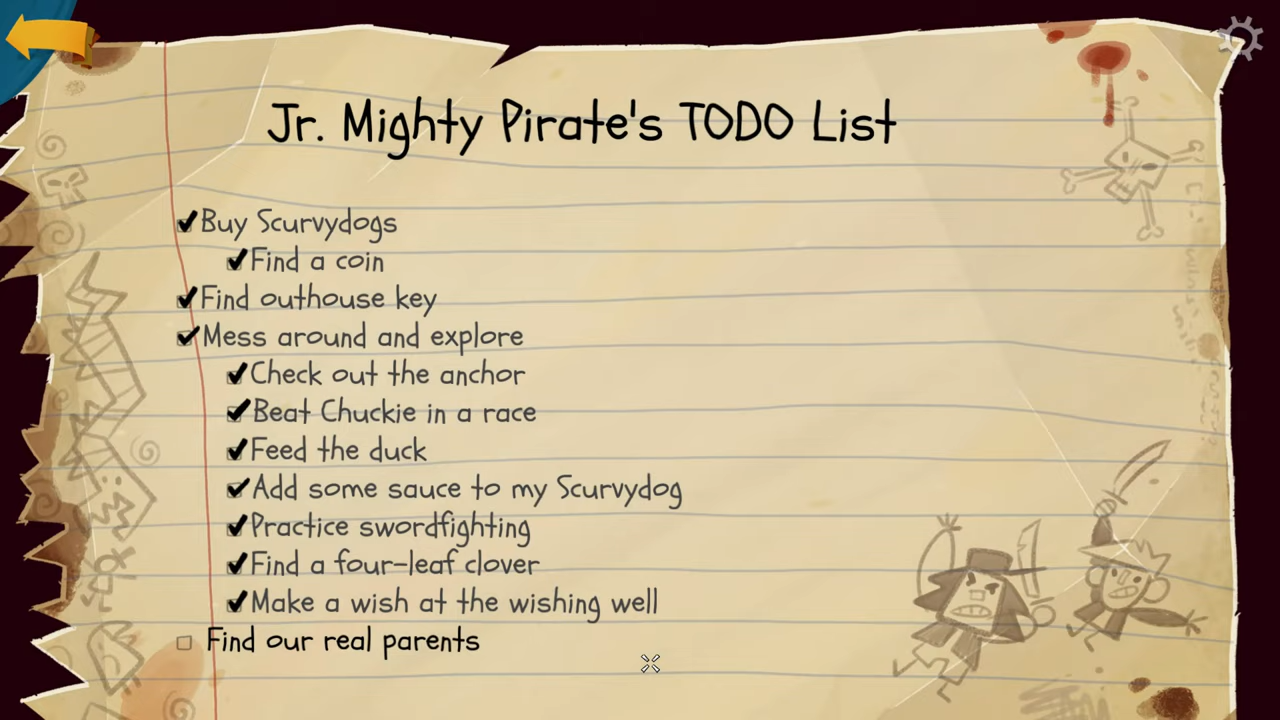 Jr. Mighty Pirate's TODO List
Buy Scurvydogs
Find a coin
Find outhouse key
Mess around and explore
Check out the anchor
Beat Chuckie in a race
Feed the duck
Add some sauce to my Scurvydog
Practice swordfighting
Find a four-leaf clover
Make a wish at the wishing well
Find our real parents